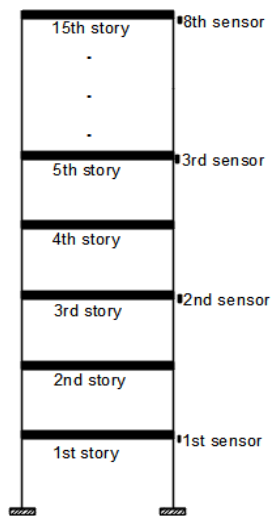 8th sensor
15th story
3rd sensor
5th story
4th story
2nd sensor
3rd story
2nd story
1st sensor
1st story